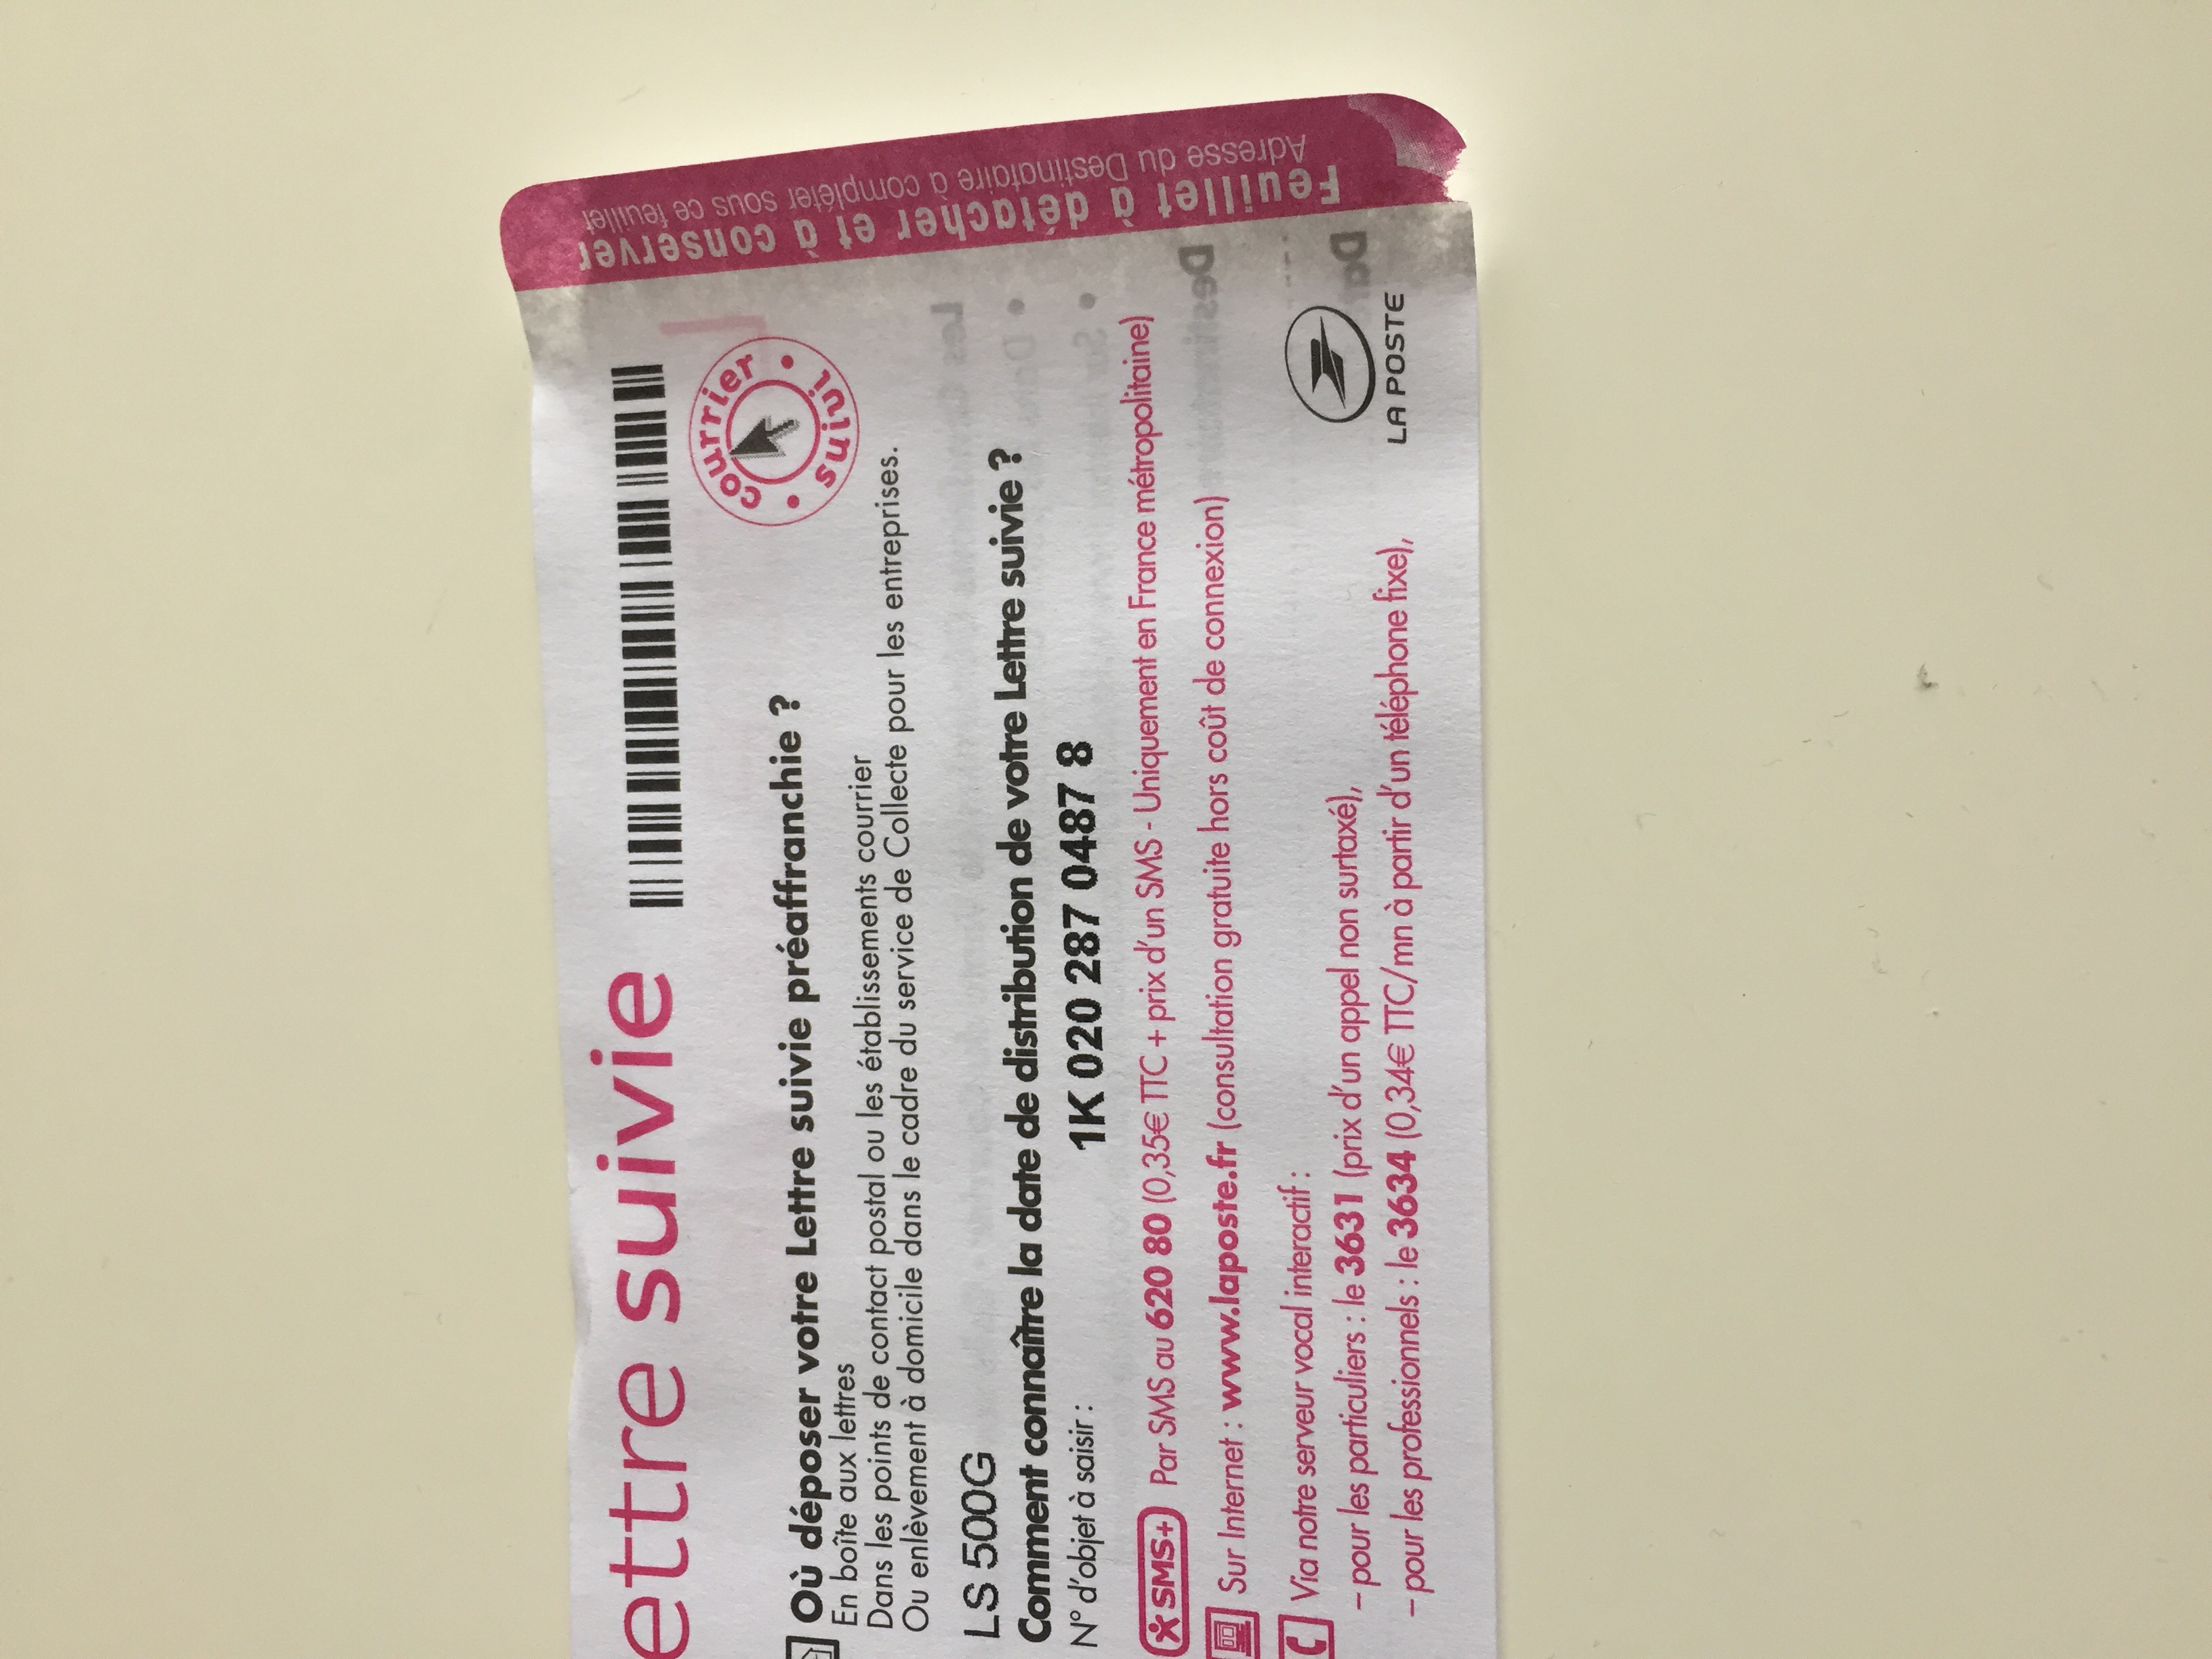 ettre suivie
courrier • suivi •
Où déposer votre Lettre suivie préaffranchie ?
En boîte aux lettres
Dans les points de contact postal ou les établissements courrier
Ou enlèvement à domicile dans le cadre du service de Collecte pour les entreprises.
LS 500G
Comment connaître la date de distribution de votre Lettre suivie ?
N° d'objet à saisir : 1K 020 287 0487 8
SMS+ Par SMS au 620 80 (0,35€ TTC + prix d'un SMS - Uniquement en France métropolitaine)
Sur Internet : www.laposte.fr (consultation gratuite hors coût de connexion)
Via notre serveur vocal interactif :
– pour les particuliers : le 3631 (prix d'un appel non surtaxé),
– pour les professionnels : le 3634 (0,34€ TTC/mn à partir d'un téléphone fixe),
LA POSTE
Feuillet à détacher et à conserver
Adresse du Destinataire à compléter sous ce feuillet